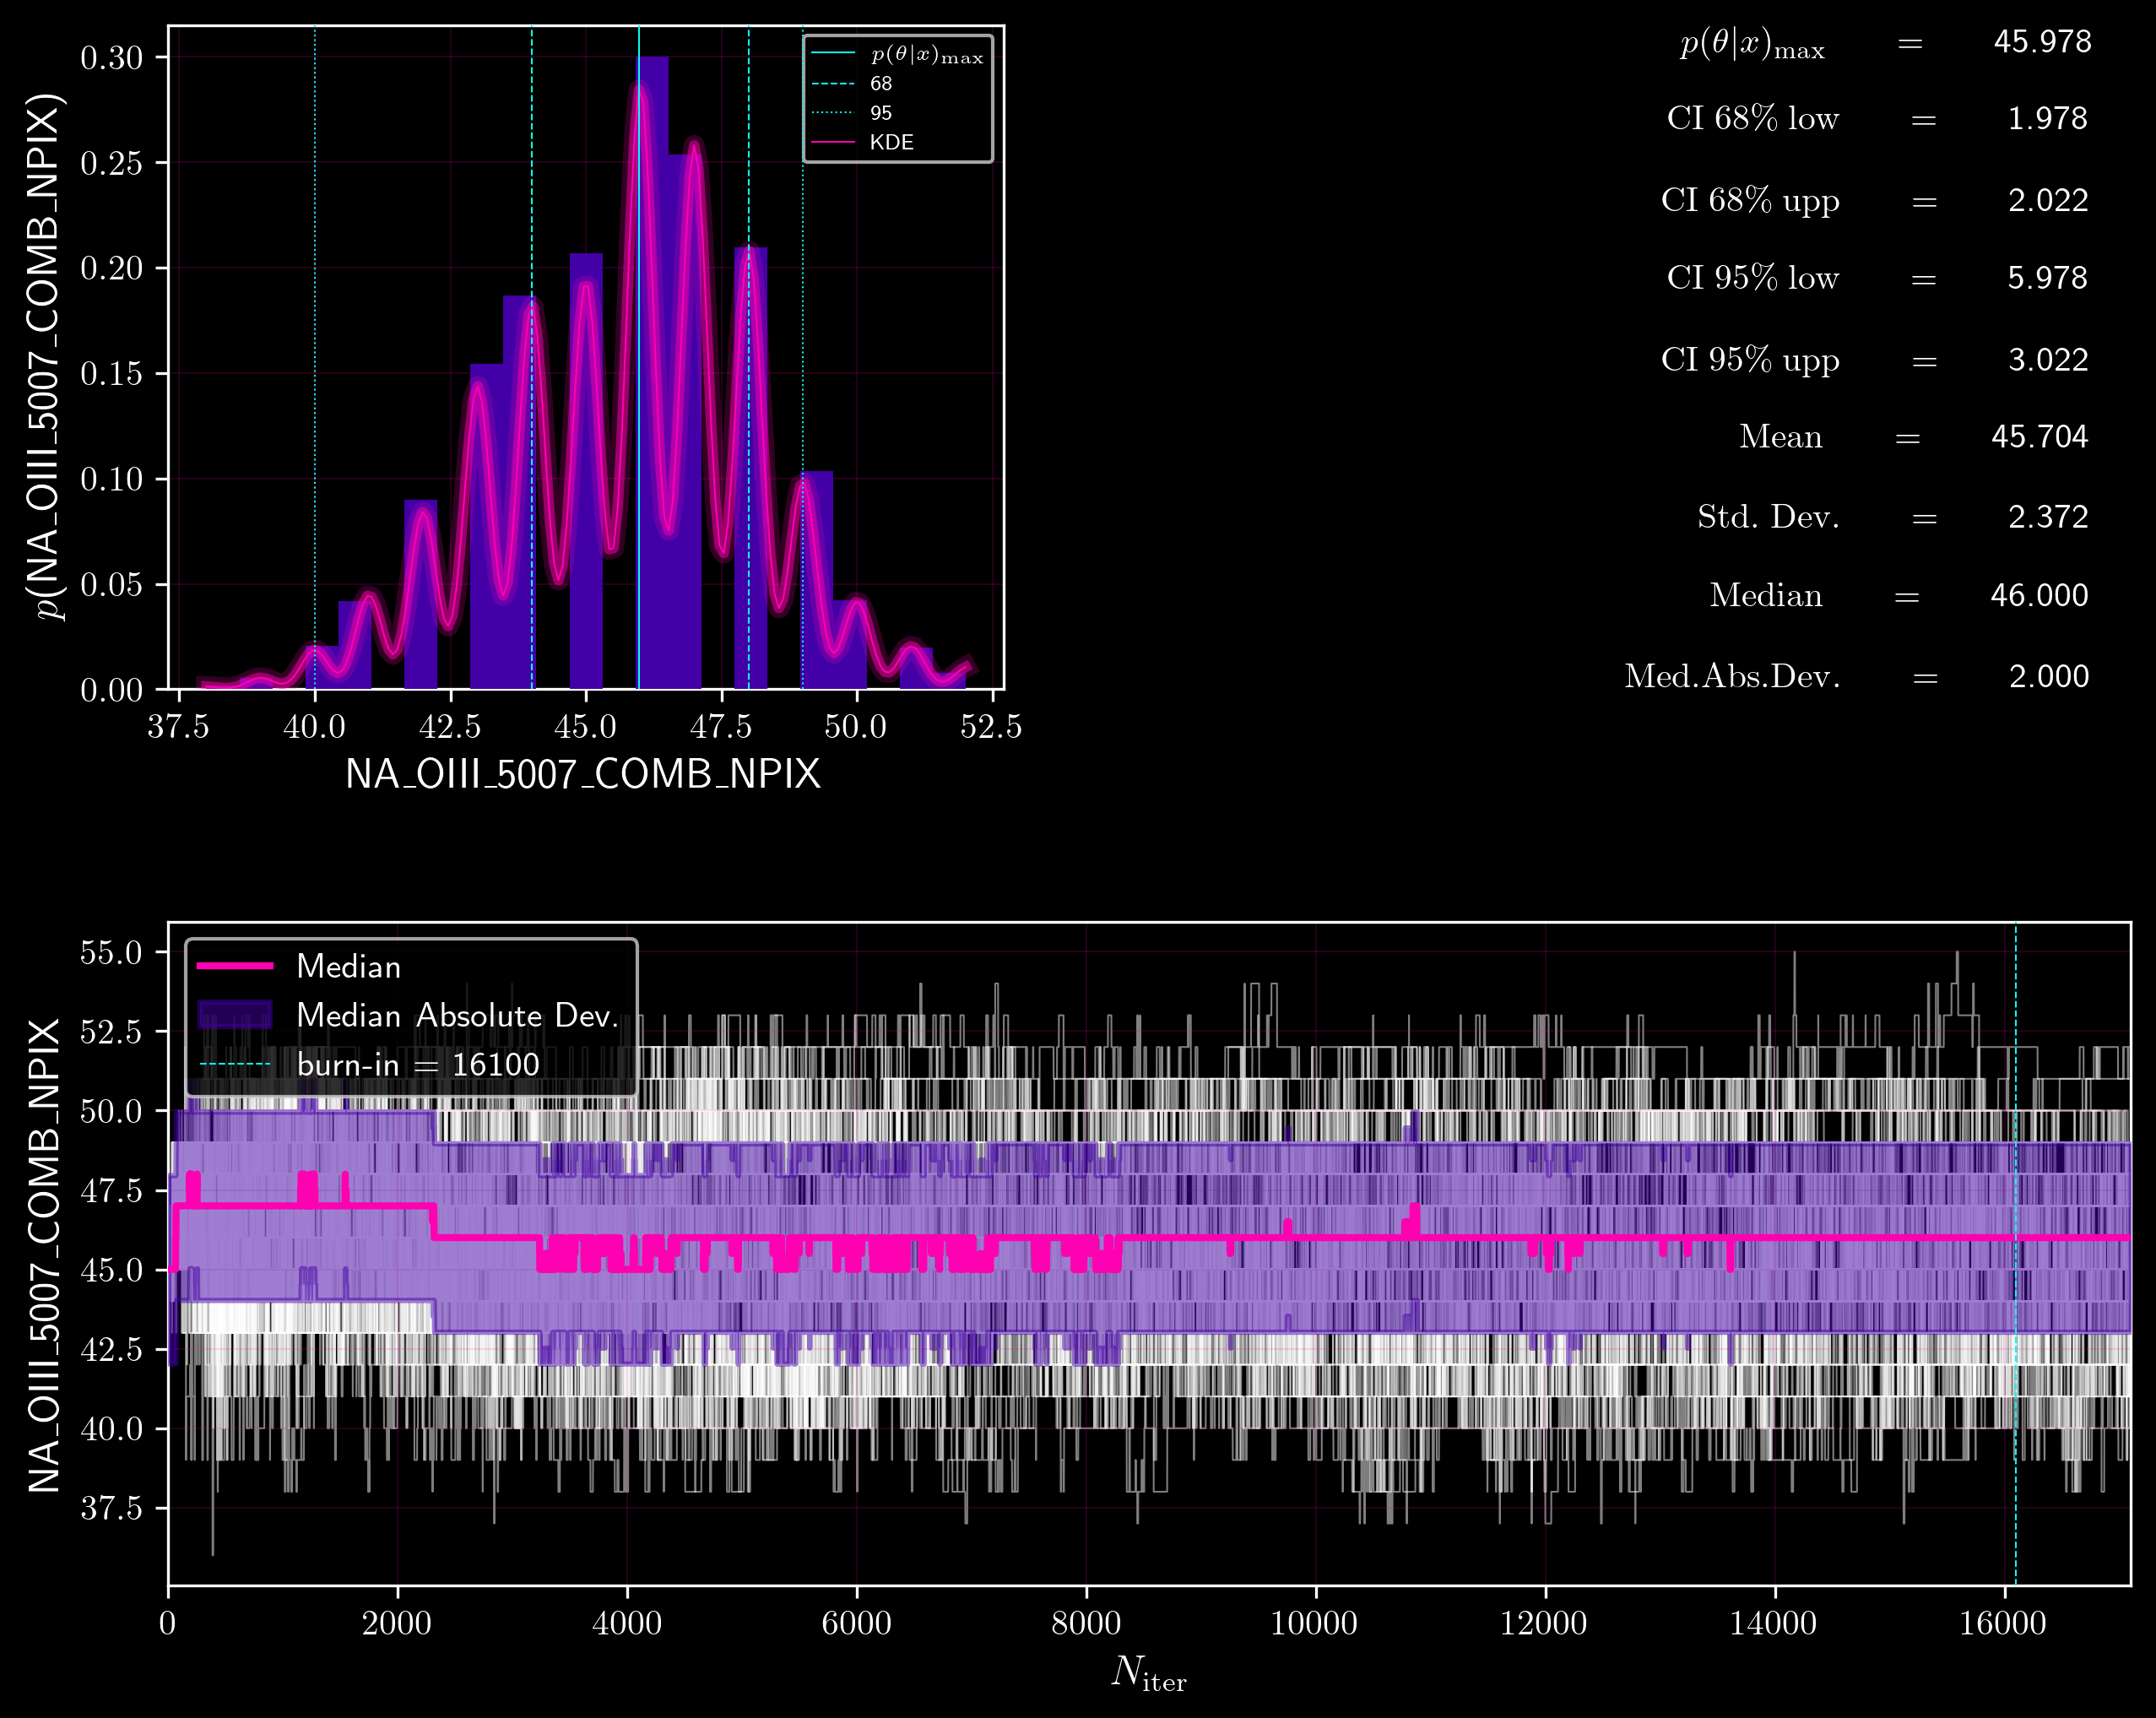 p(NA_OIII_5007_COMB_NPIX)
0.30
0.25
0.20
0.15
0.10
0.05
0.00
37.5 40.0 42.5 45.0 47.5 50.0 52.5
NA_OIII_5007_COMB_NPIX
p(θ|x)max
68
95
KDE
p(θ|x)max = 45.978
CI 68% low = 1.978
CI 68% upp = 2.022
CI 95% low = 5.978
CI 95% upp = 3.022
Mean = 45.704
Std. Dev. = 2.372
Median = 46.000
Med.Abs.Dev. = 2.000
NA_OIII_5007_COMB_NPIX
55.0
52.5
50.0
47.5
45.0
42.5
40.0
37.5
Median
Median Absolute Dev.
burn-in = 16100
0 2000 4000 6000 8000 10000 12000 14000 16000
Niter